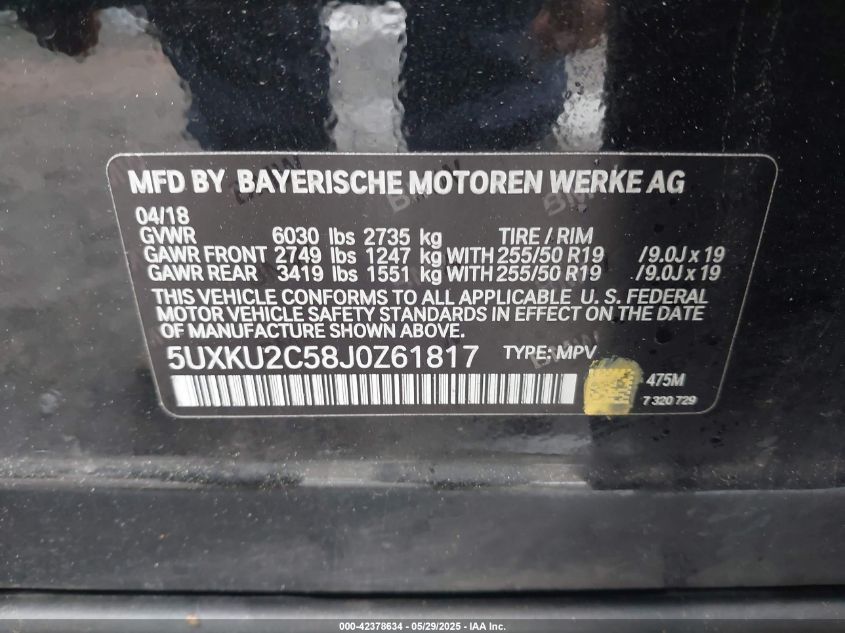 MFD BY BAYERISCHE MOTOREN WERKE AG
04/18
GVWR 6030 lbs 2735 kg TIRE / RIM
GAWR FRONT 2749 lbs 1247 kg WITH 255/50 R19 /9.0J x 19
GAWR REAR 3419 lbs 1551 kg WITH 255/50 R19 /9.0J x 19
THIS VEHICLE CONFORMS TO ALL APPLICABLE U. S. FEDERAL
MOTOR VEHICLE SAFETY STANDARDS IN EFFECT ON THE DATE
OF MANUFACTURE SHOWN ABOVE.
5UXKU2C58J0Z61817 TYPE: MPV
475M
7 320 729
000-42378634 - 05/29/2025 - IAA Inc.